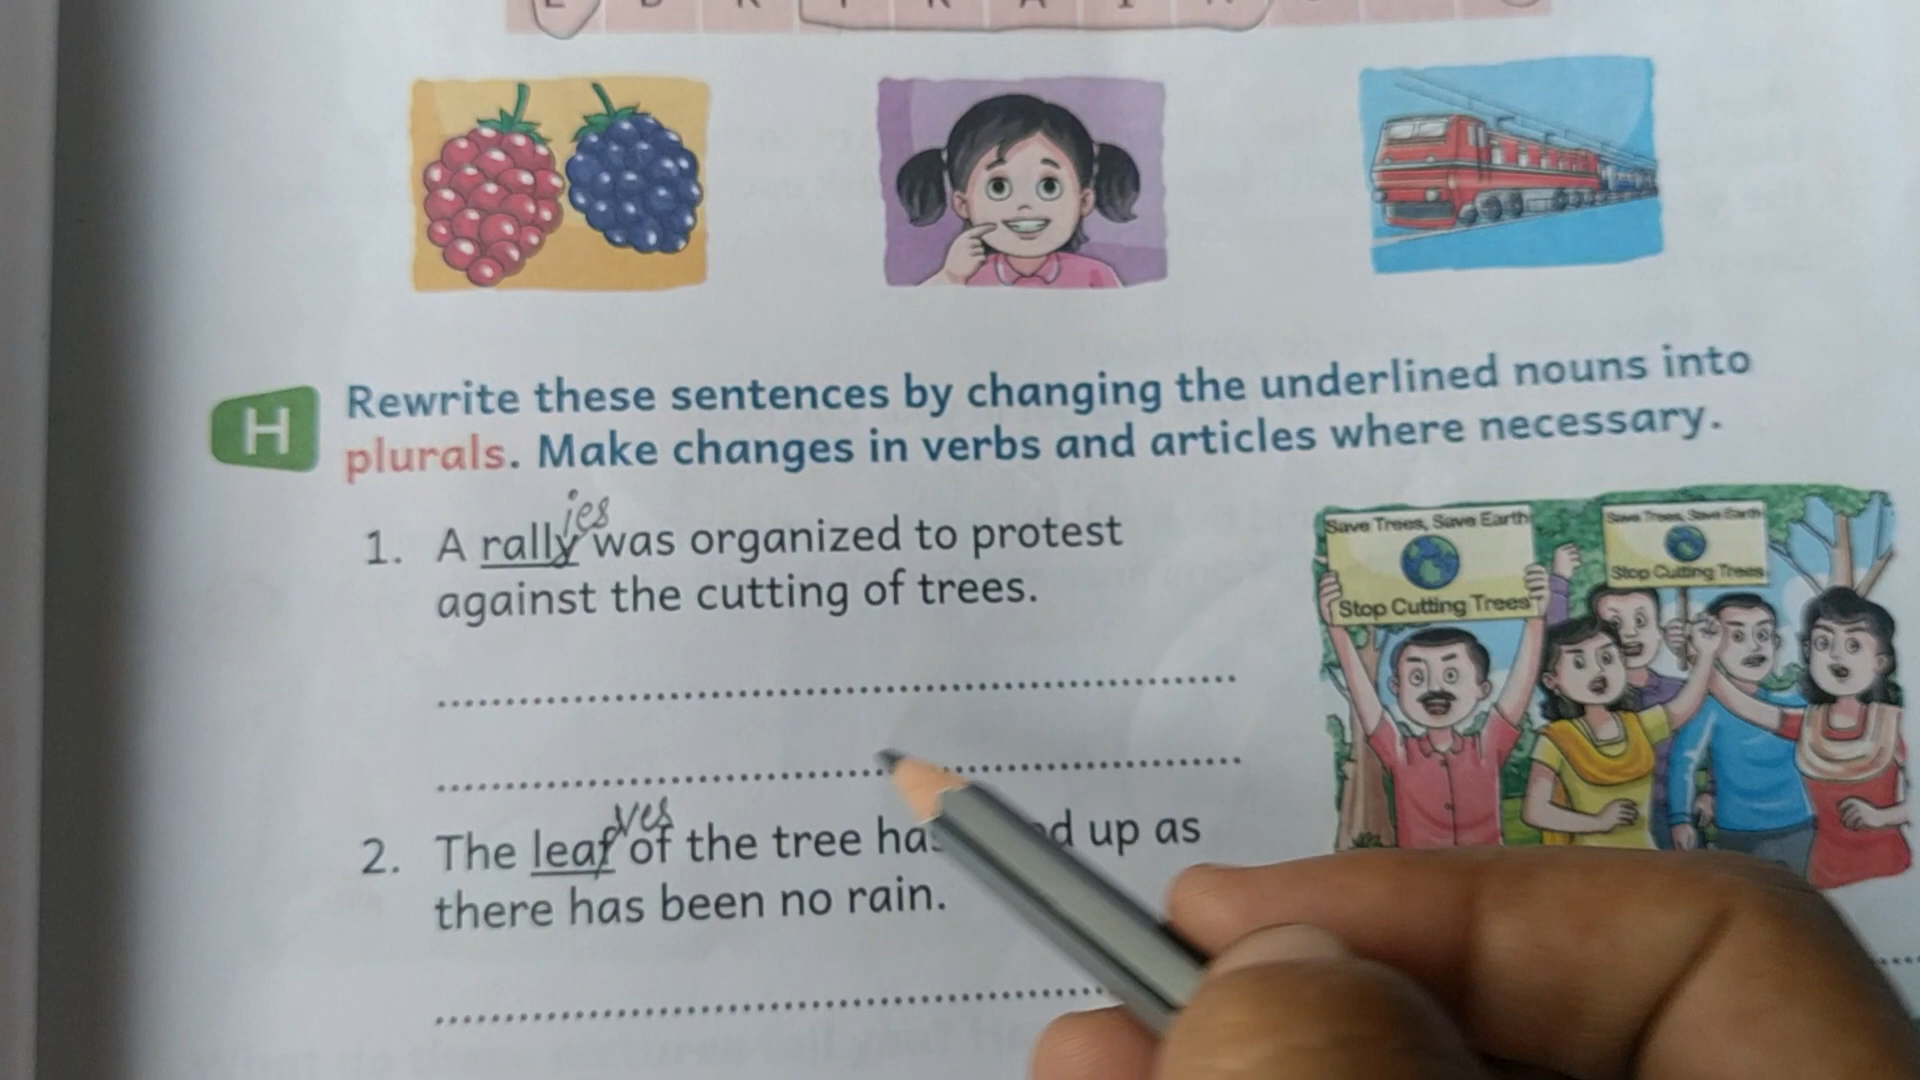 H
Rewrite these sentences by changing the underlined nouns into
plurals. Make changes in verbs and articles where necessary.
ies
1. A rally was organized to protest
against the cutting of trees.
Save Trees, Save Earth
Stop Cutting Trees
Save Trees, Save Earth
Stop Cutting Trees
ves
2. The leaf of the tree has up as
there has been no rain.